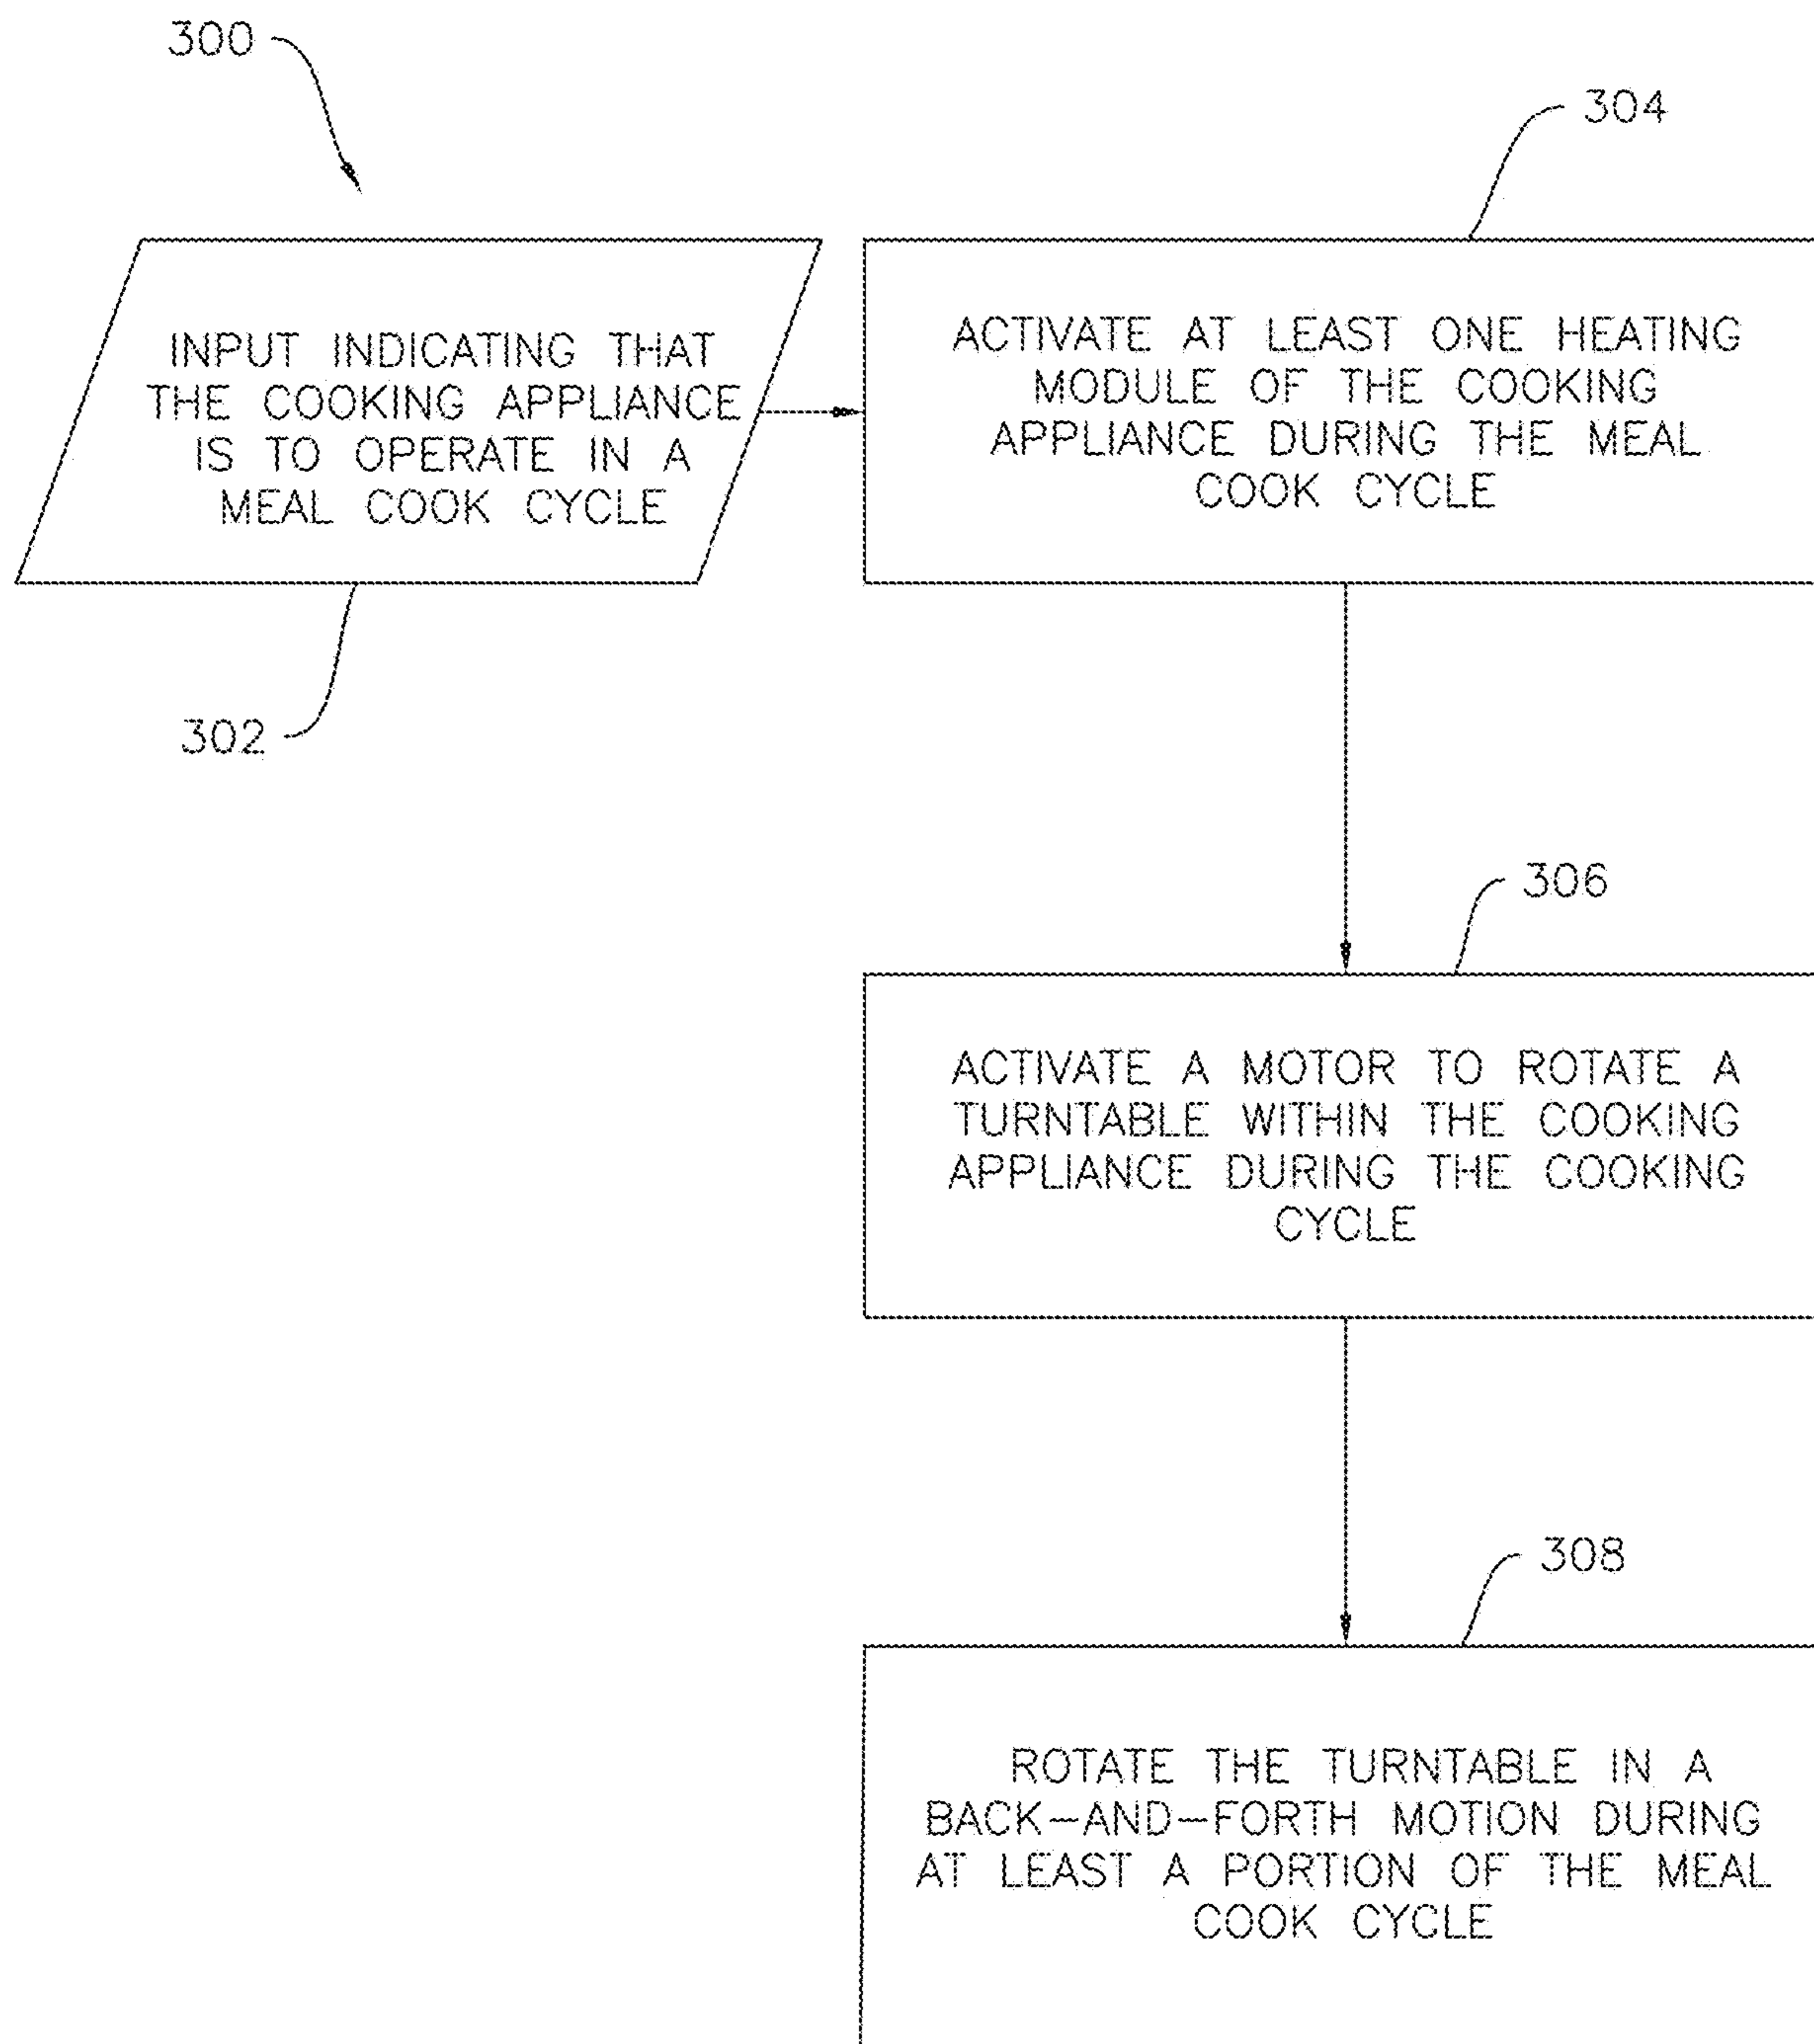 300
304
INPUT INDICATING THAT
THE COOKING APPLIANCE
IS TO OPERATE IN A
MEAL COOK CYCLE
ACTIVATE AT LEAST ONE HEATING
MODULE OF THE COOKING
APPLIANCE DURING THE MEAL
COOK CYCLE
302
306
ACTIVATE A MOTOR TO ROTATE A
TURNTABLE WITHIN THE COOKING
APPLIANCE DURING THE COOKING
CYCLE
308
ROTATE THE TURNTABLE IN A
BACK–AND–FORTH MOTION DURING
AT LEAST A PORTION OF THE MEAL
COOK CYCLE